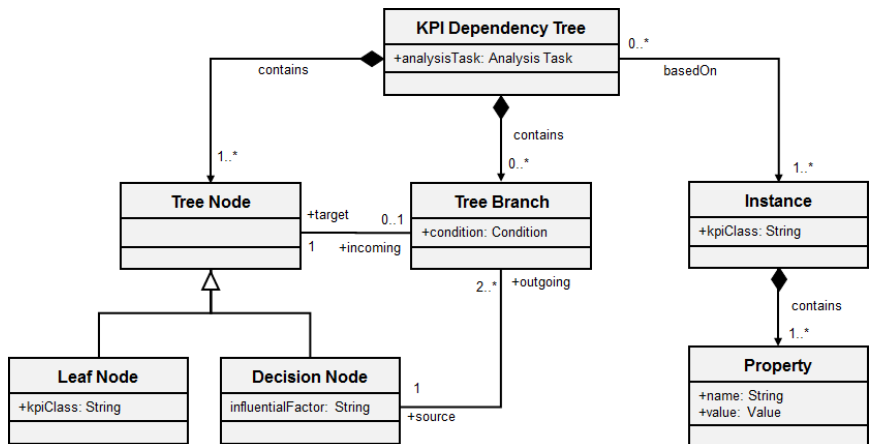 KPI Dependency Tree
+analysisTask: Analysis Task
0..*
contains
basedOn
contains
1..*
0..*
1..*
Tree Node
Tree Branch
Instance
+target
0..1
+condition: Condition
+kpiClass: String
1
+incoming
2..*
+outgoing
contains
1..*
Leaf Node
Decision Node
Property
+kpiClass: String
influentialFactor: String
1
+source
+name: String
+value: Value